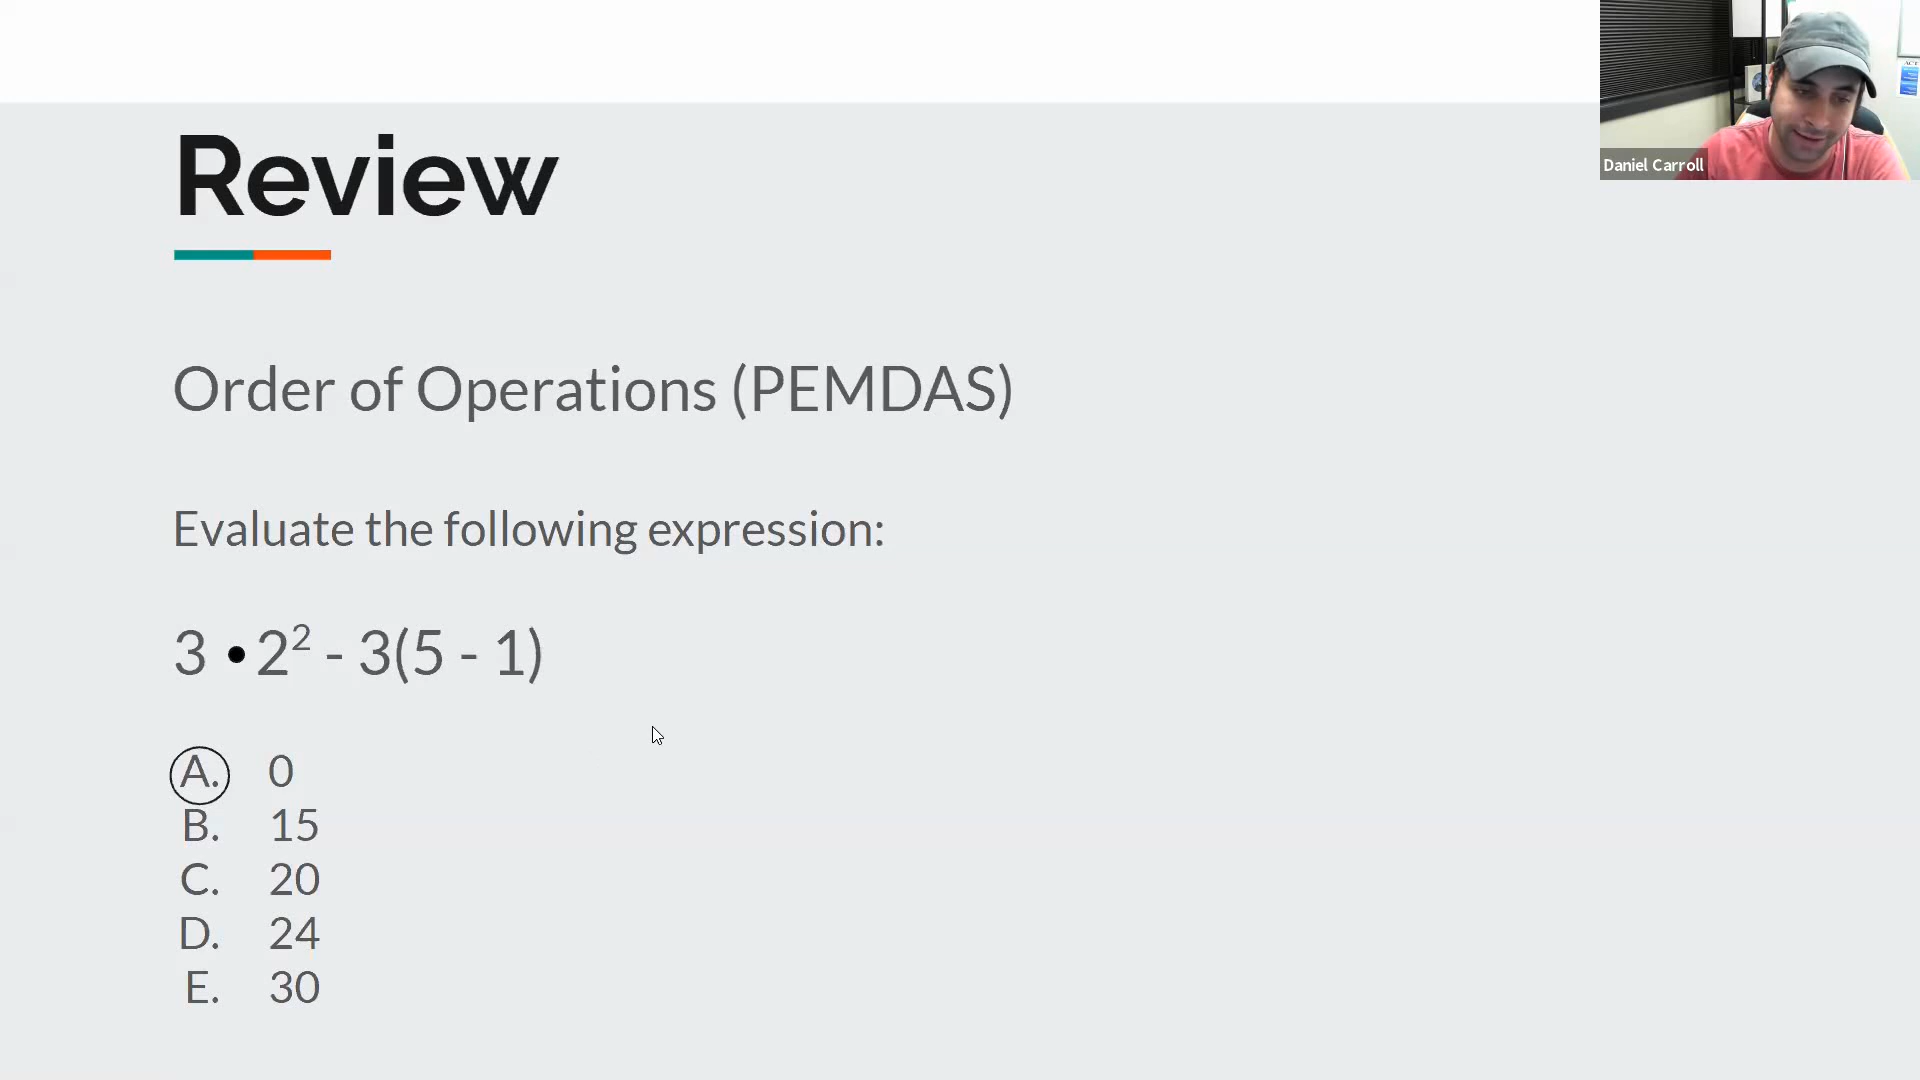 Review
Daniel Carroll
Order of Operations (PEMDAS)
Evaluate the following expression:
3 • 2² - 3(5 - 1)
A. 0
B. 15
C. 20
D. 24
E. 30